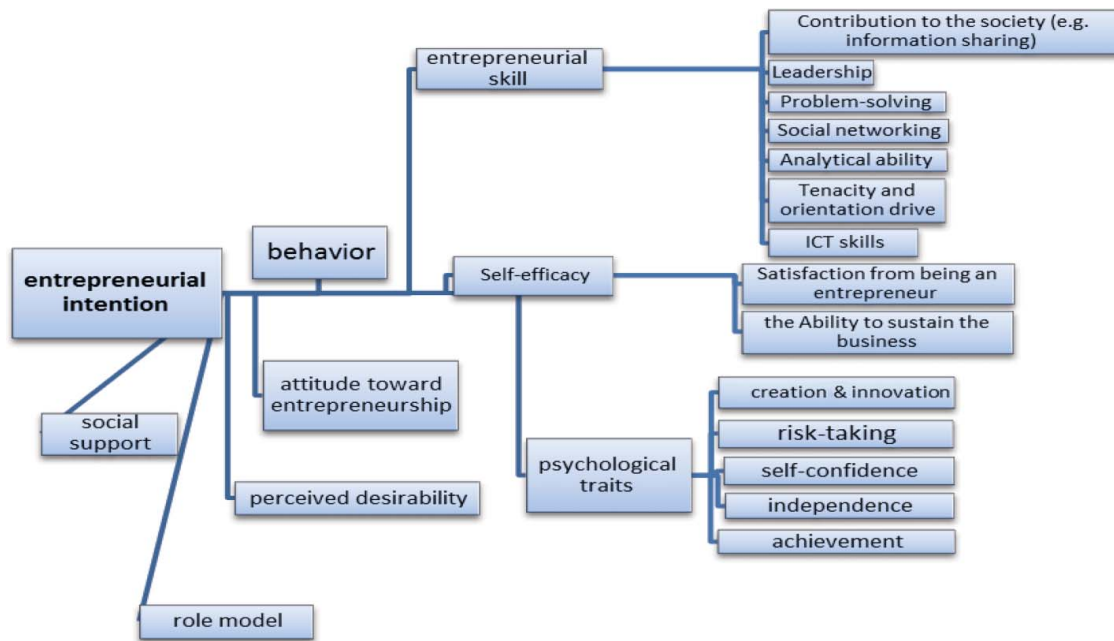 Contribution to the society (e.g.
information sharing)
entrepreneurial
skill
Leadership
Problem-solving
Social networking
Analytical ability
Tenacity and
orientation drive
ICT skills
behavior
entrepreneurial
intention
Self-efficacy
Satisfaction from being an
entrepreneur
the Ability to sustain the
business
attitude toward
entrepreneurship
social
support
perceived desirability
psychological
traits
creation & innovation
risk-taking
self-confidence
independence
achievement
role model